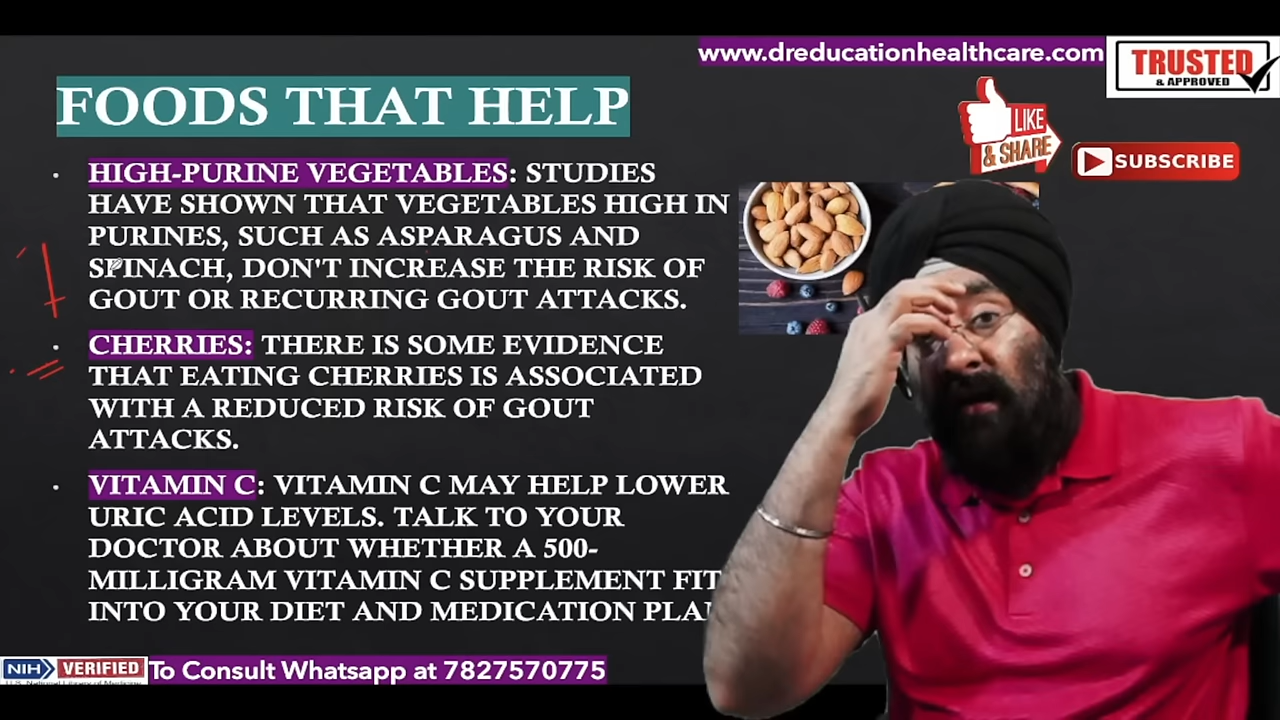 www.dreducationhealthcare.com
TRUSTED
& APPROVED
FOODS THAT HELP
LIKE
& SHARE
SUBSCRIBE
· HIGH-PURINE VEGETABLES: STUDIES
HAVE SHOWN THAT VEGETABLES HIGH IN
PURINES, SUCH AS ASPARAGUS AND
SPINACH, DON'T INCREASE THE RISK OF
GOUT OR RECURRING GOUT ATTACKS.
· CHERRIES: THERE IS SOME EVIDENCE
THAT EATING CHERRIES IS ASSOCIATED
WITH A REDUCED RISK OF GOUT
ATTACKS.
· VITAMIN C: VITAMIN C MAY HELP LOWER
URIC ACID LEVELS. TALK TO YOUR
DOCTOR ABOUT WHETHER A 500-
MILLIGRAM VITAMIN C SUPPLEMENT FIT
INTO YOUR DIET AND MEDICATION PLA
NIH VERIFIED To Consult Whatsapp at 7827570775